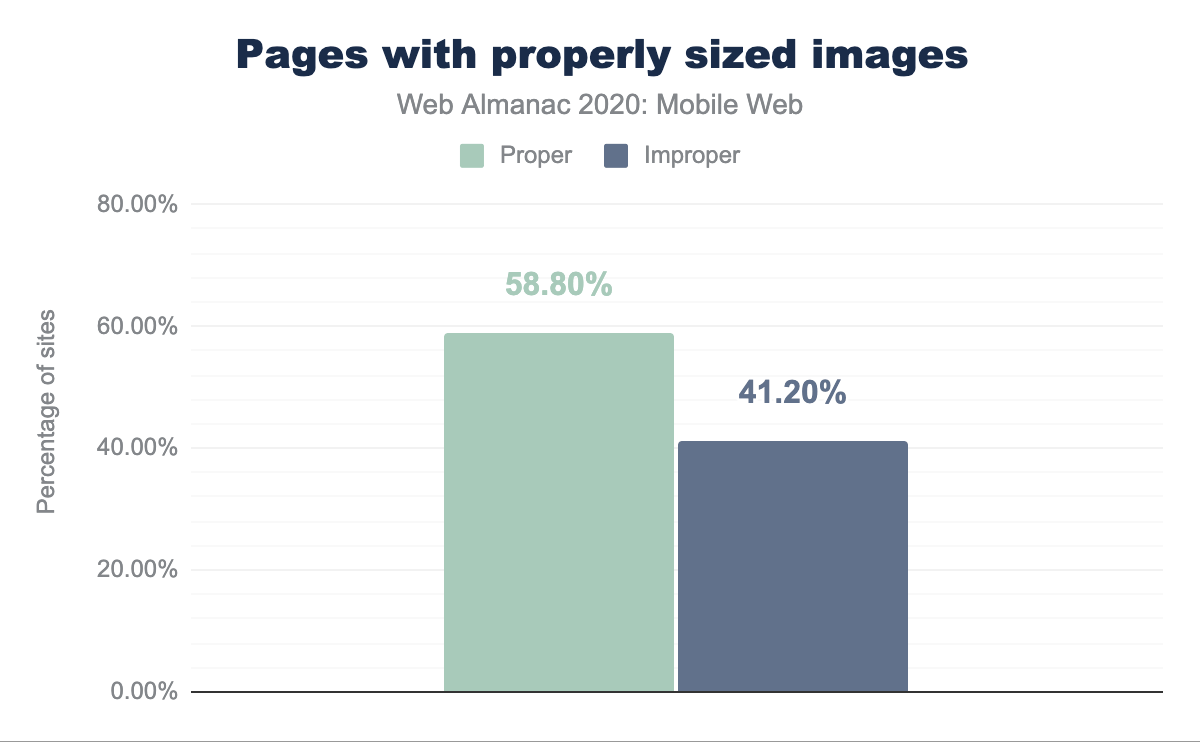 Pages with properly sized images
Web Almanac 2020: Mobile Web
Proper
Improper
80.00%
60.00%
40.00%
20.00%
0.00%
Percentage of sites
58.80%
41.20%